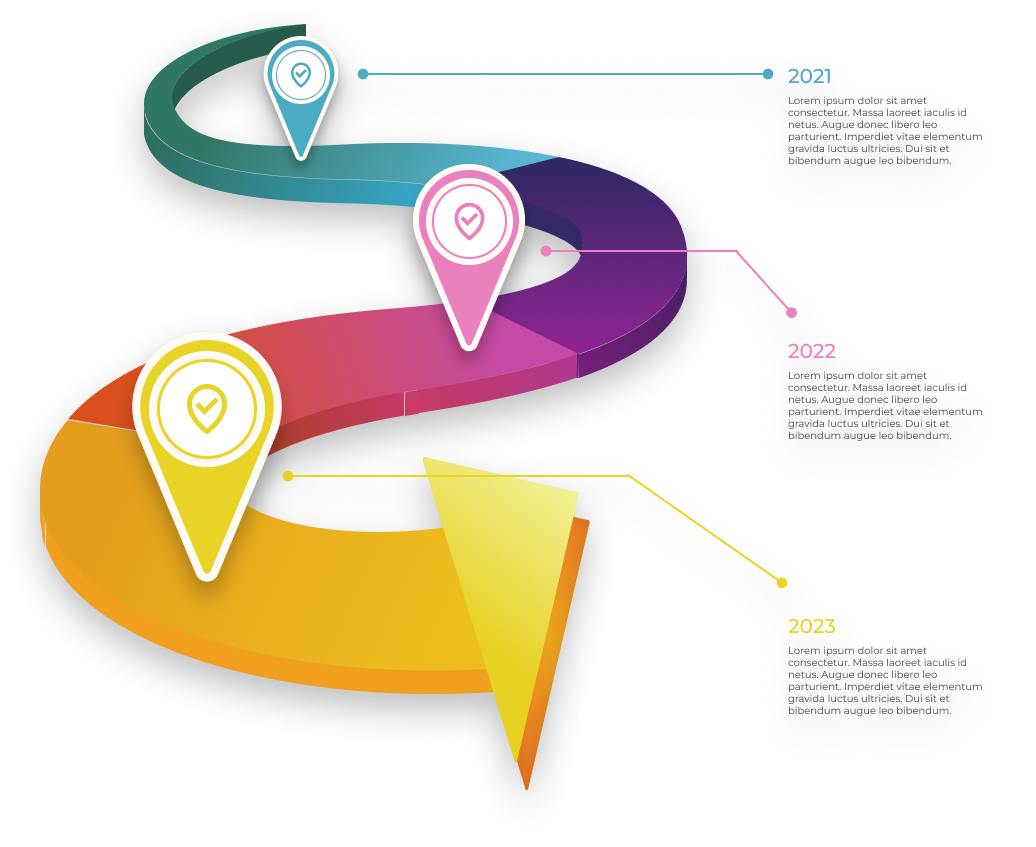 2021
Lorem ipsum dolor sit amet
consectetur. Massa laoreet iaculis id
netus. Augue donec libero leo
parturient. Imperdiet vitae elementum
gravida luctus ultricies. Dui sit et
bibendum augue leo bibendum.
2022
Lorem ipsum dolor sit amet
consectetur. Massa laoreet iaculis id
netus. Augue donec libero leo
parturient. Imperdiet vitae elementum
gravida luctus ultricies. Dui sit et
bibendum augue leo bibendum.
2023
Lorem ipsum dolor sit amet
consectetur. Massa laoreet iaculis id
netus. Augue donec libero leo
parturient. Imperdiet vitae elementum
gravida luctus ultricies. Dui sit et
bibendum augue leo bibendum.